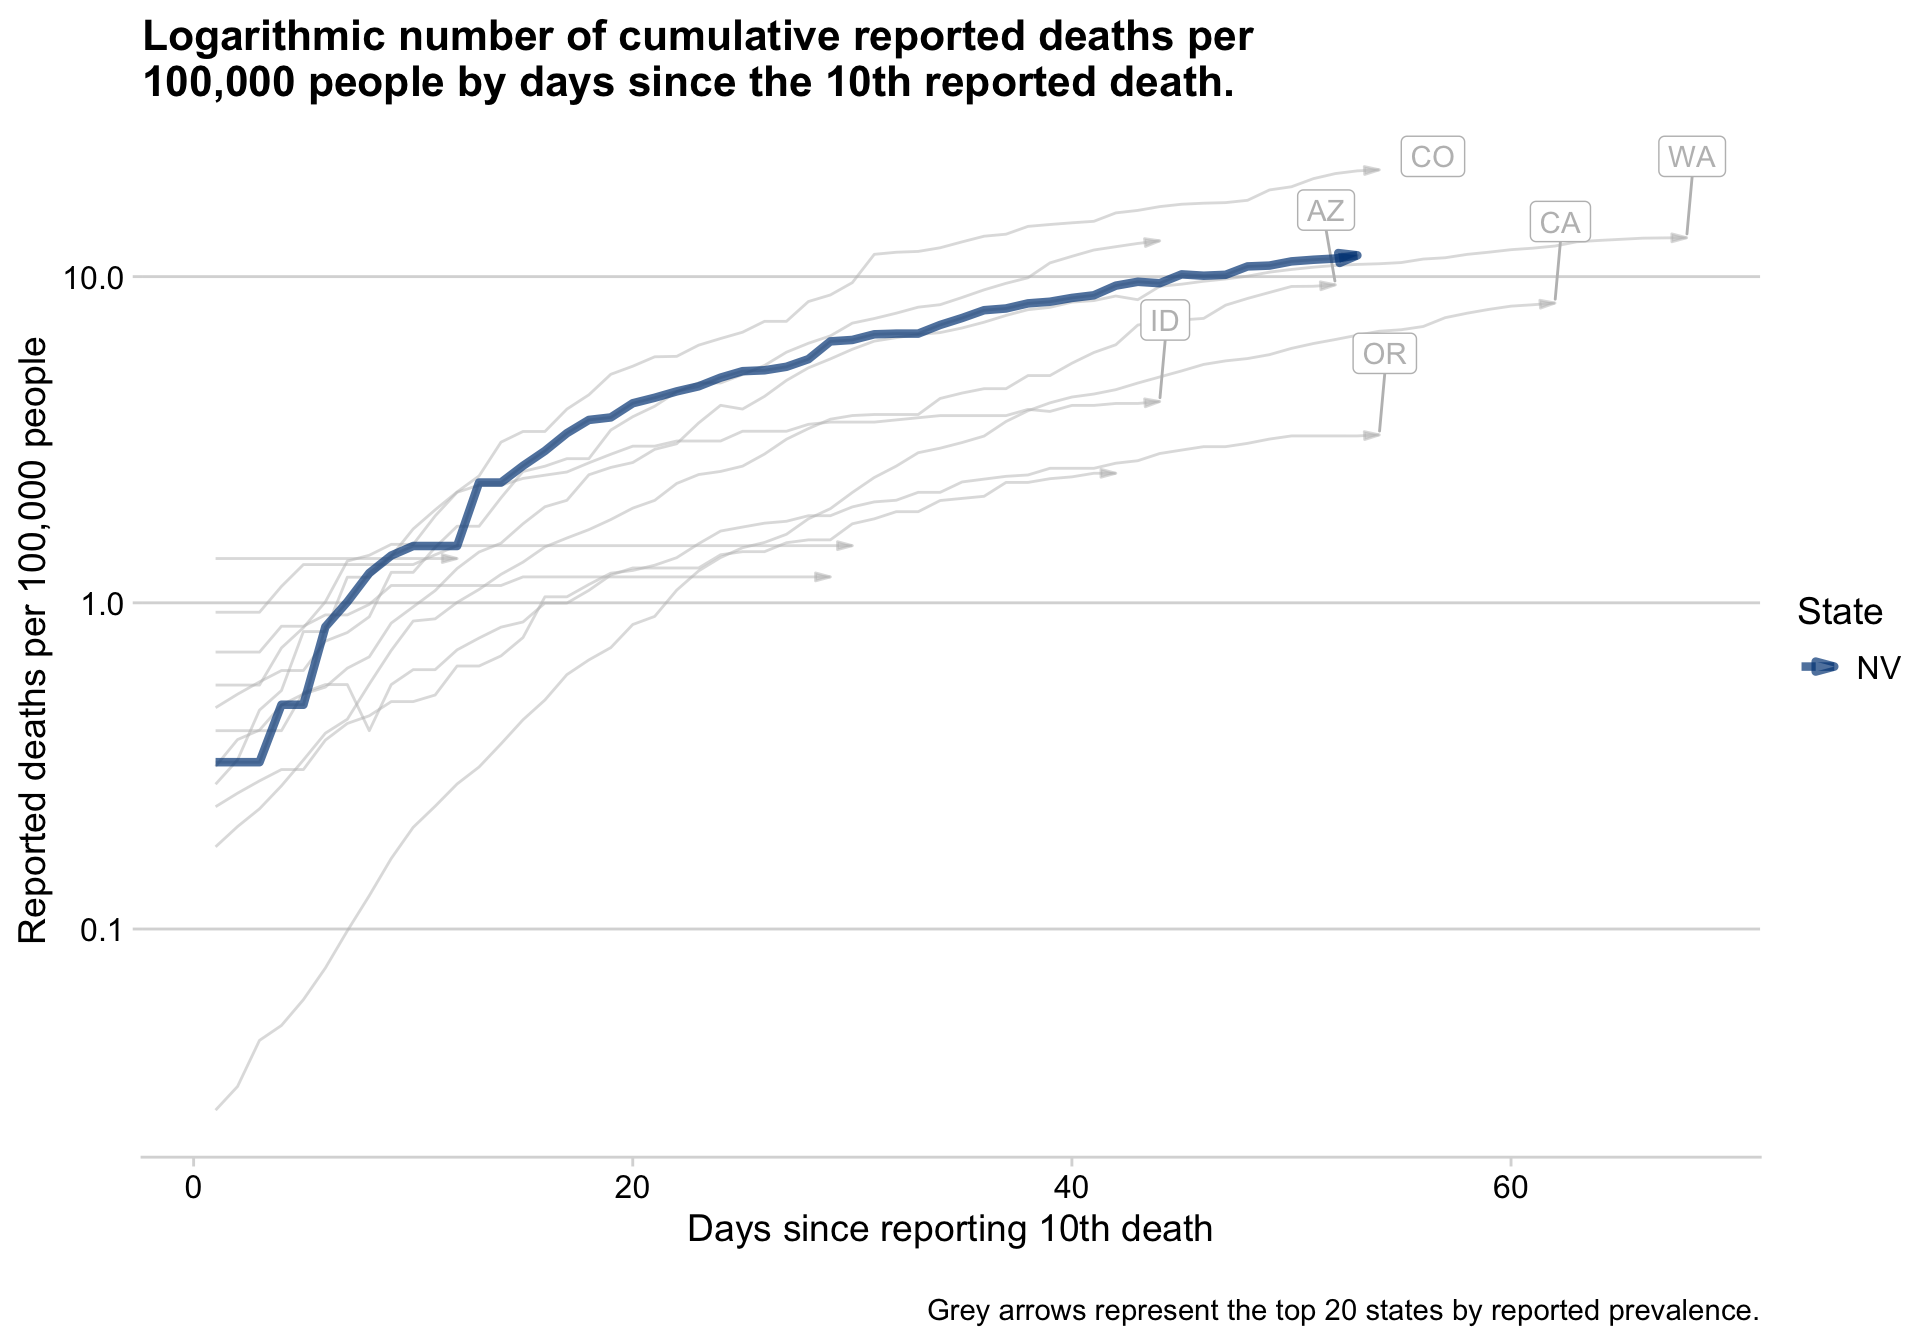 Logarithmic number of cumulative reported deaths per
100,000 people by days since the 10th reported death.
CO
WA
AZ
CA
10.0
ID
OR
Reported deaths per 100,000 people
1.0
State
NV
0.1
0 20 40 60
Days since reporting 10th death
Grey arrows represent the top 20 states by reported prevalence.